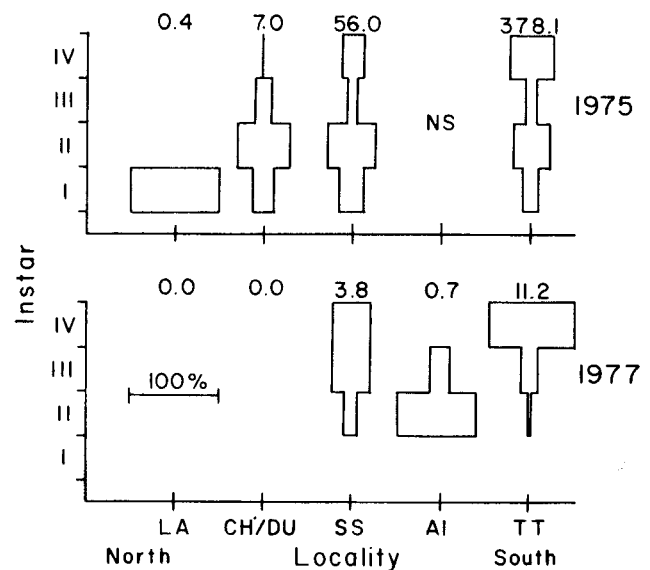 0.4 7.0 56.0 378.1
IV
III
II
I
NS
1975
Instar
0.0 0.0 3.8 0.7 11.2
IV
III
II
I
100%
1977
LA CH/DU SS AI TT
North Locality South